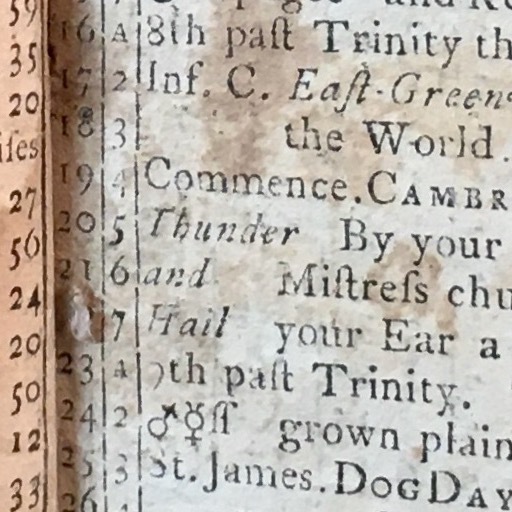 59
16 A 8th paſt Trinity th
35
17 2 Inf. C. Eaſt-Green
20
18 3 the World.
iſes
19 4 Commence. CAMBR
27
20 5 Thunder By your
56
21 6 and Miſtreſs chu
24
7 Hail your Ear a
20
23 A 9th paſt Trinity.
50
24 2 ♂☿ſſ grown plain
12
25 3 St. James. DOG DAY
33
26